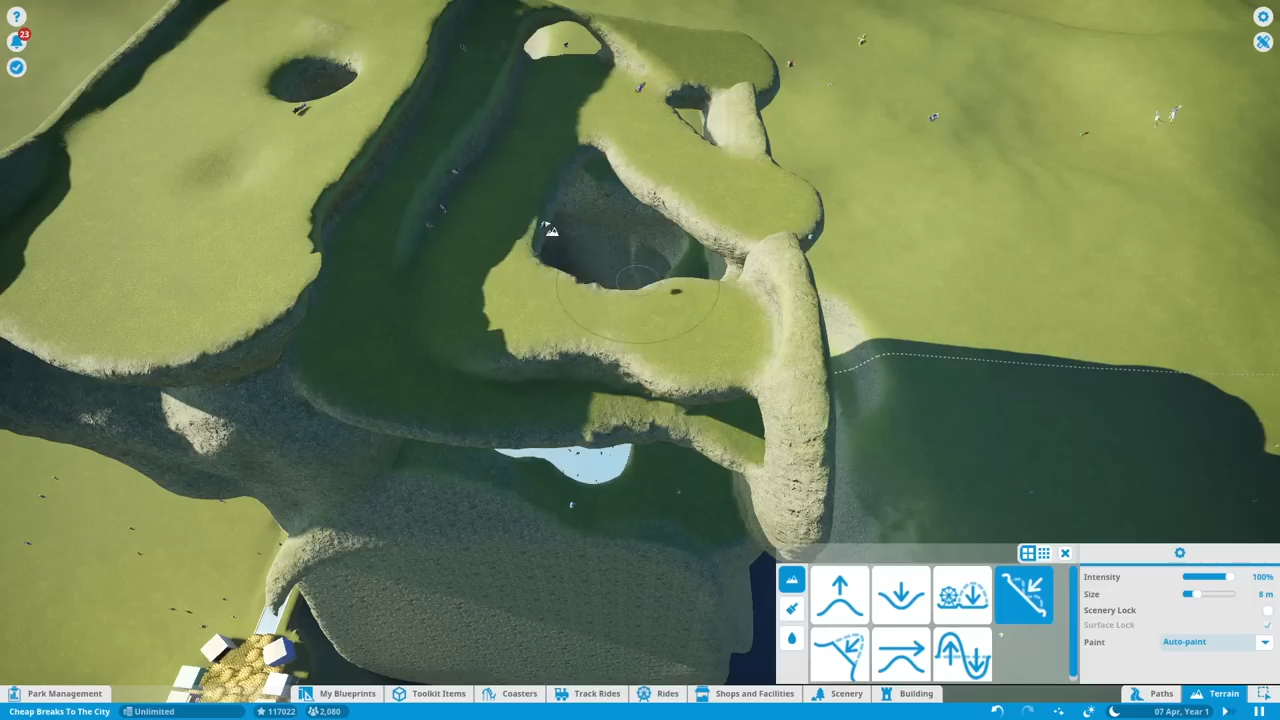 ?
23
Intensity 100%
Size 8 m
Scenery Lock
Surface Lock
Paint Auto-paint
Park Management My Blueprints Toolkit Items Coasters Track Rides Rides Shops and Facilities Scenery Building Paths Terrain
Cheap Breaks To The City Unlimited 117022 2,080 07 Apr, Year 1